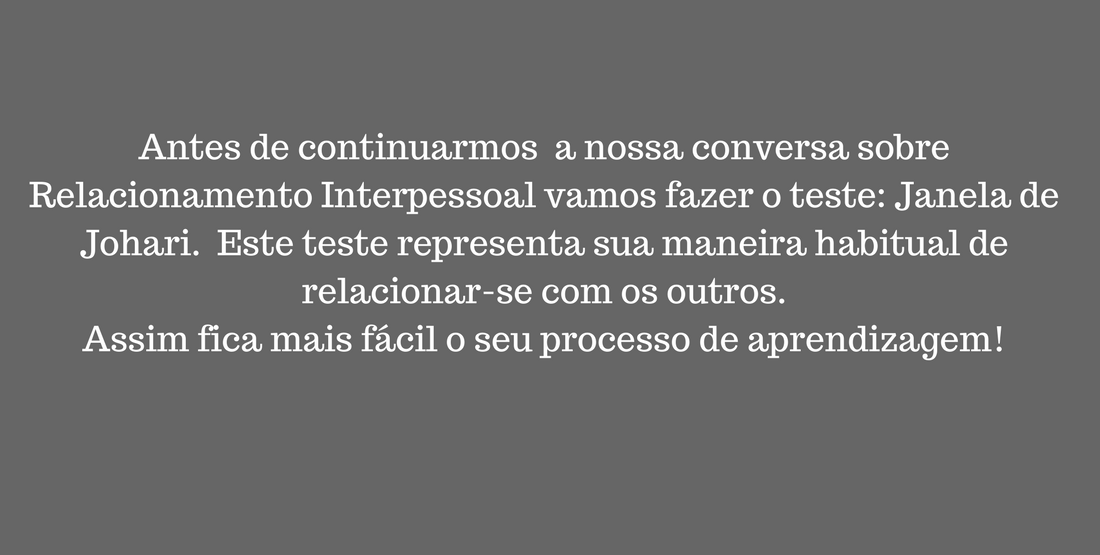 Antes de continuarmos  a nossa conversa sobre
Relacionamento Interpessoal vamos fazer o teste: Janela de
Johari.  Este teste representa sua maneira habitual de
relacionar-se com os outros.
Assim fica mais fácil o seu processo de aprendizagem!